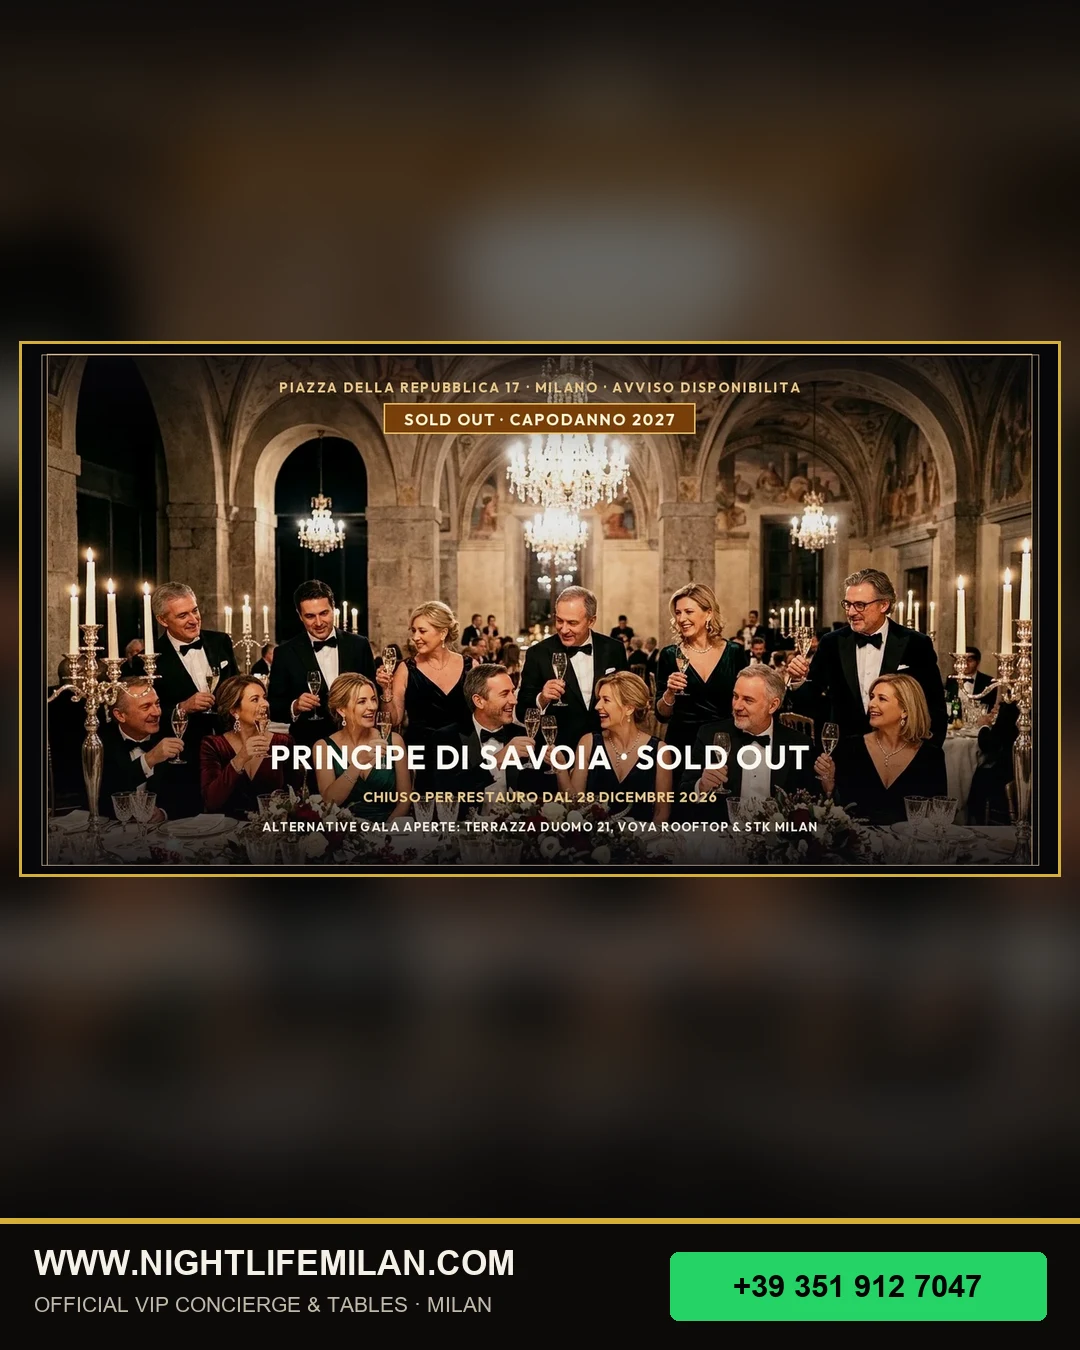 PIAZZA DELLA REPUBBLICA 17 · MILANO · AVVISO DISPONIBILITA
SOLD OUT · CAPODANNO 2027
PRINCIPE DI SAVOIA · SOLD OUT
CHIUSO PER RESTAURO DAL 28 DICEMBRE 2026
ALTERNATIVE GALA APERTE: TERRAZZA DUOMO 21, VOYA ROOFTOP & STK MILAN
WWW.NIGHTLIFEMILAN.COM
OFFICIAL VIP CONCIERGE & TABLES · MILAN
+39 351 912 7047